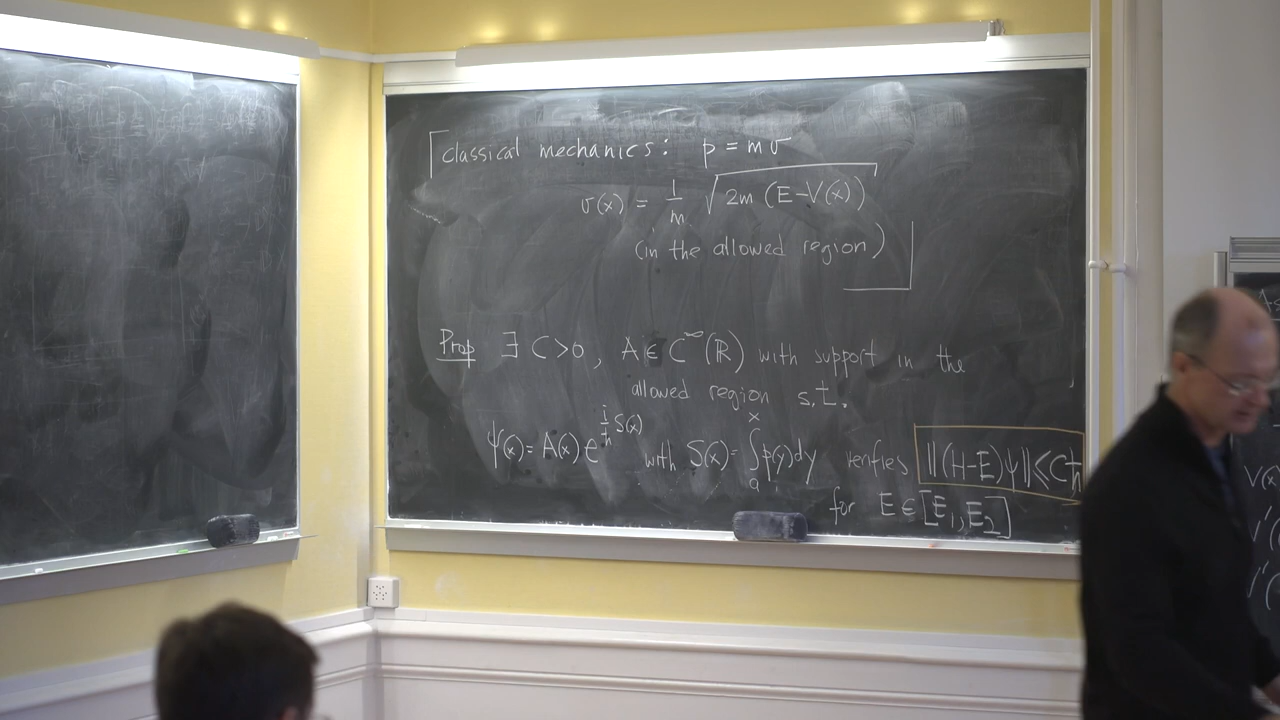 classical mechanics: p = mv
v(x) = 1/m √(2m (E-V(x)))
(in the allowed region)
Prop ∃ C>0, A ∈ C^∞(ℝ) with support in the
allowed region s.t.
ψ(x) = A(x) e^{i/ħ S(x)} with S(x) = ∫_a^x p(y)dy verifies ||(H-E)ψ|| ≤ Cħ
for E ∈ [E₁, E₂]
V(x